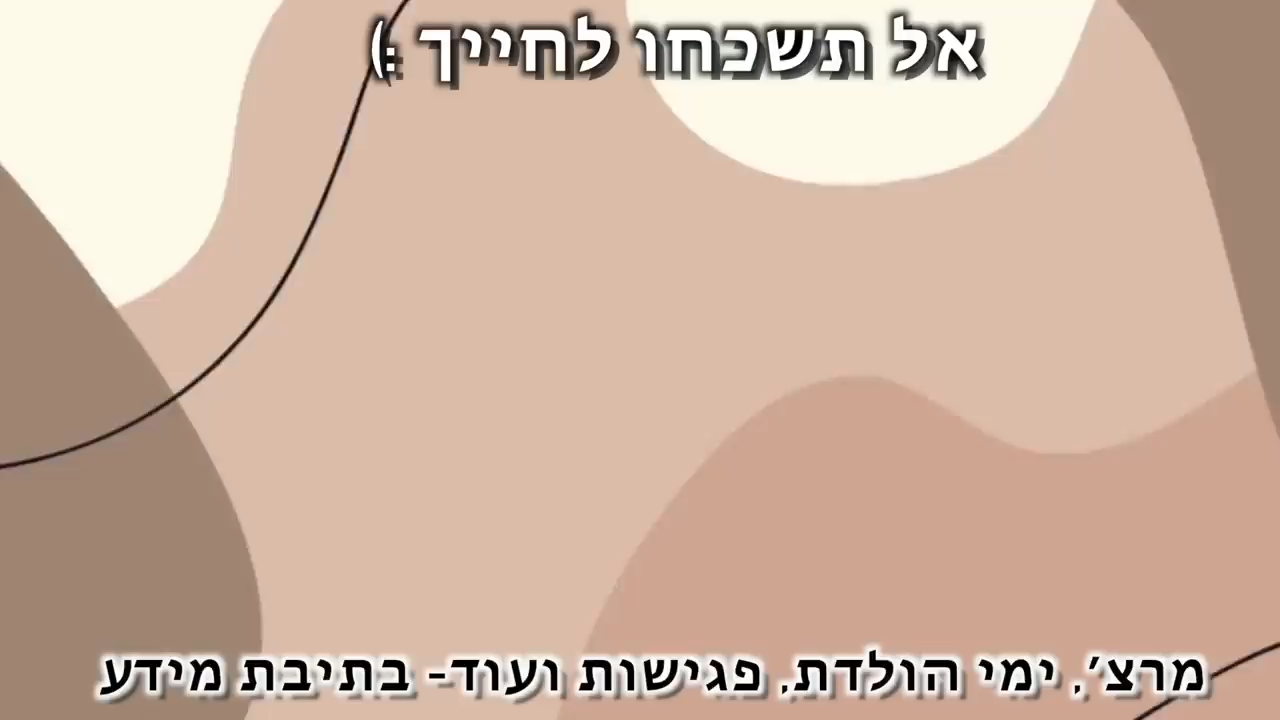 אל תשכחו לחייך :)
מרצ', ימי הולדת, פגישות ועוד- בתיבת מידע